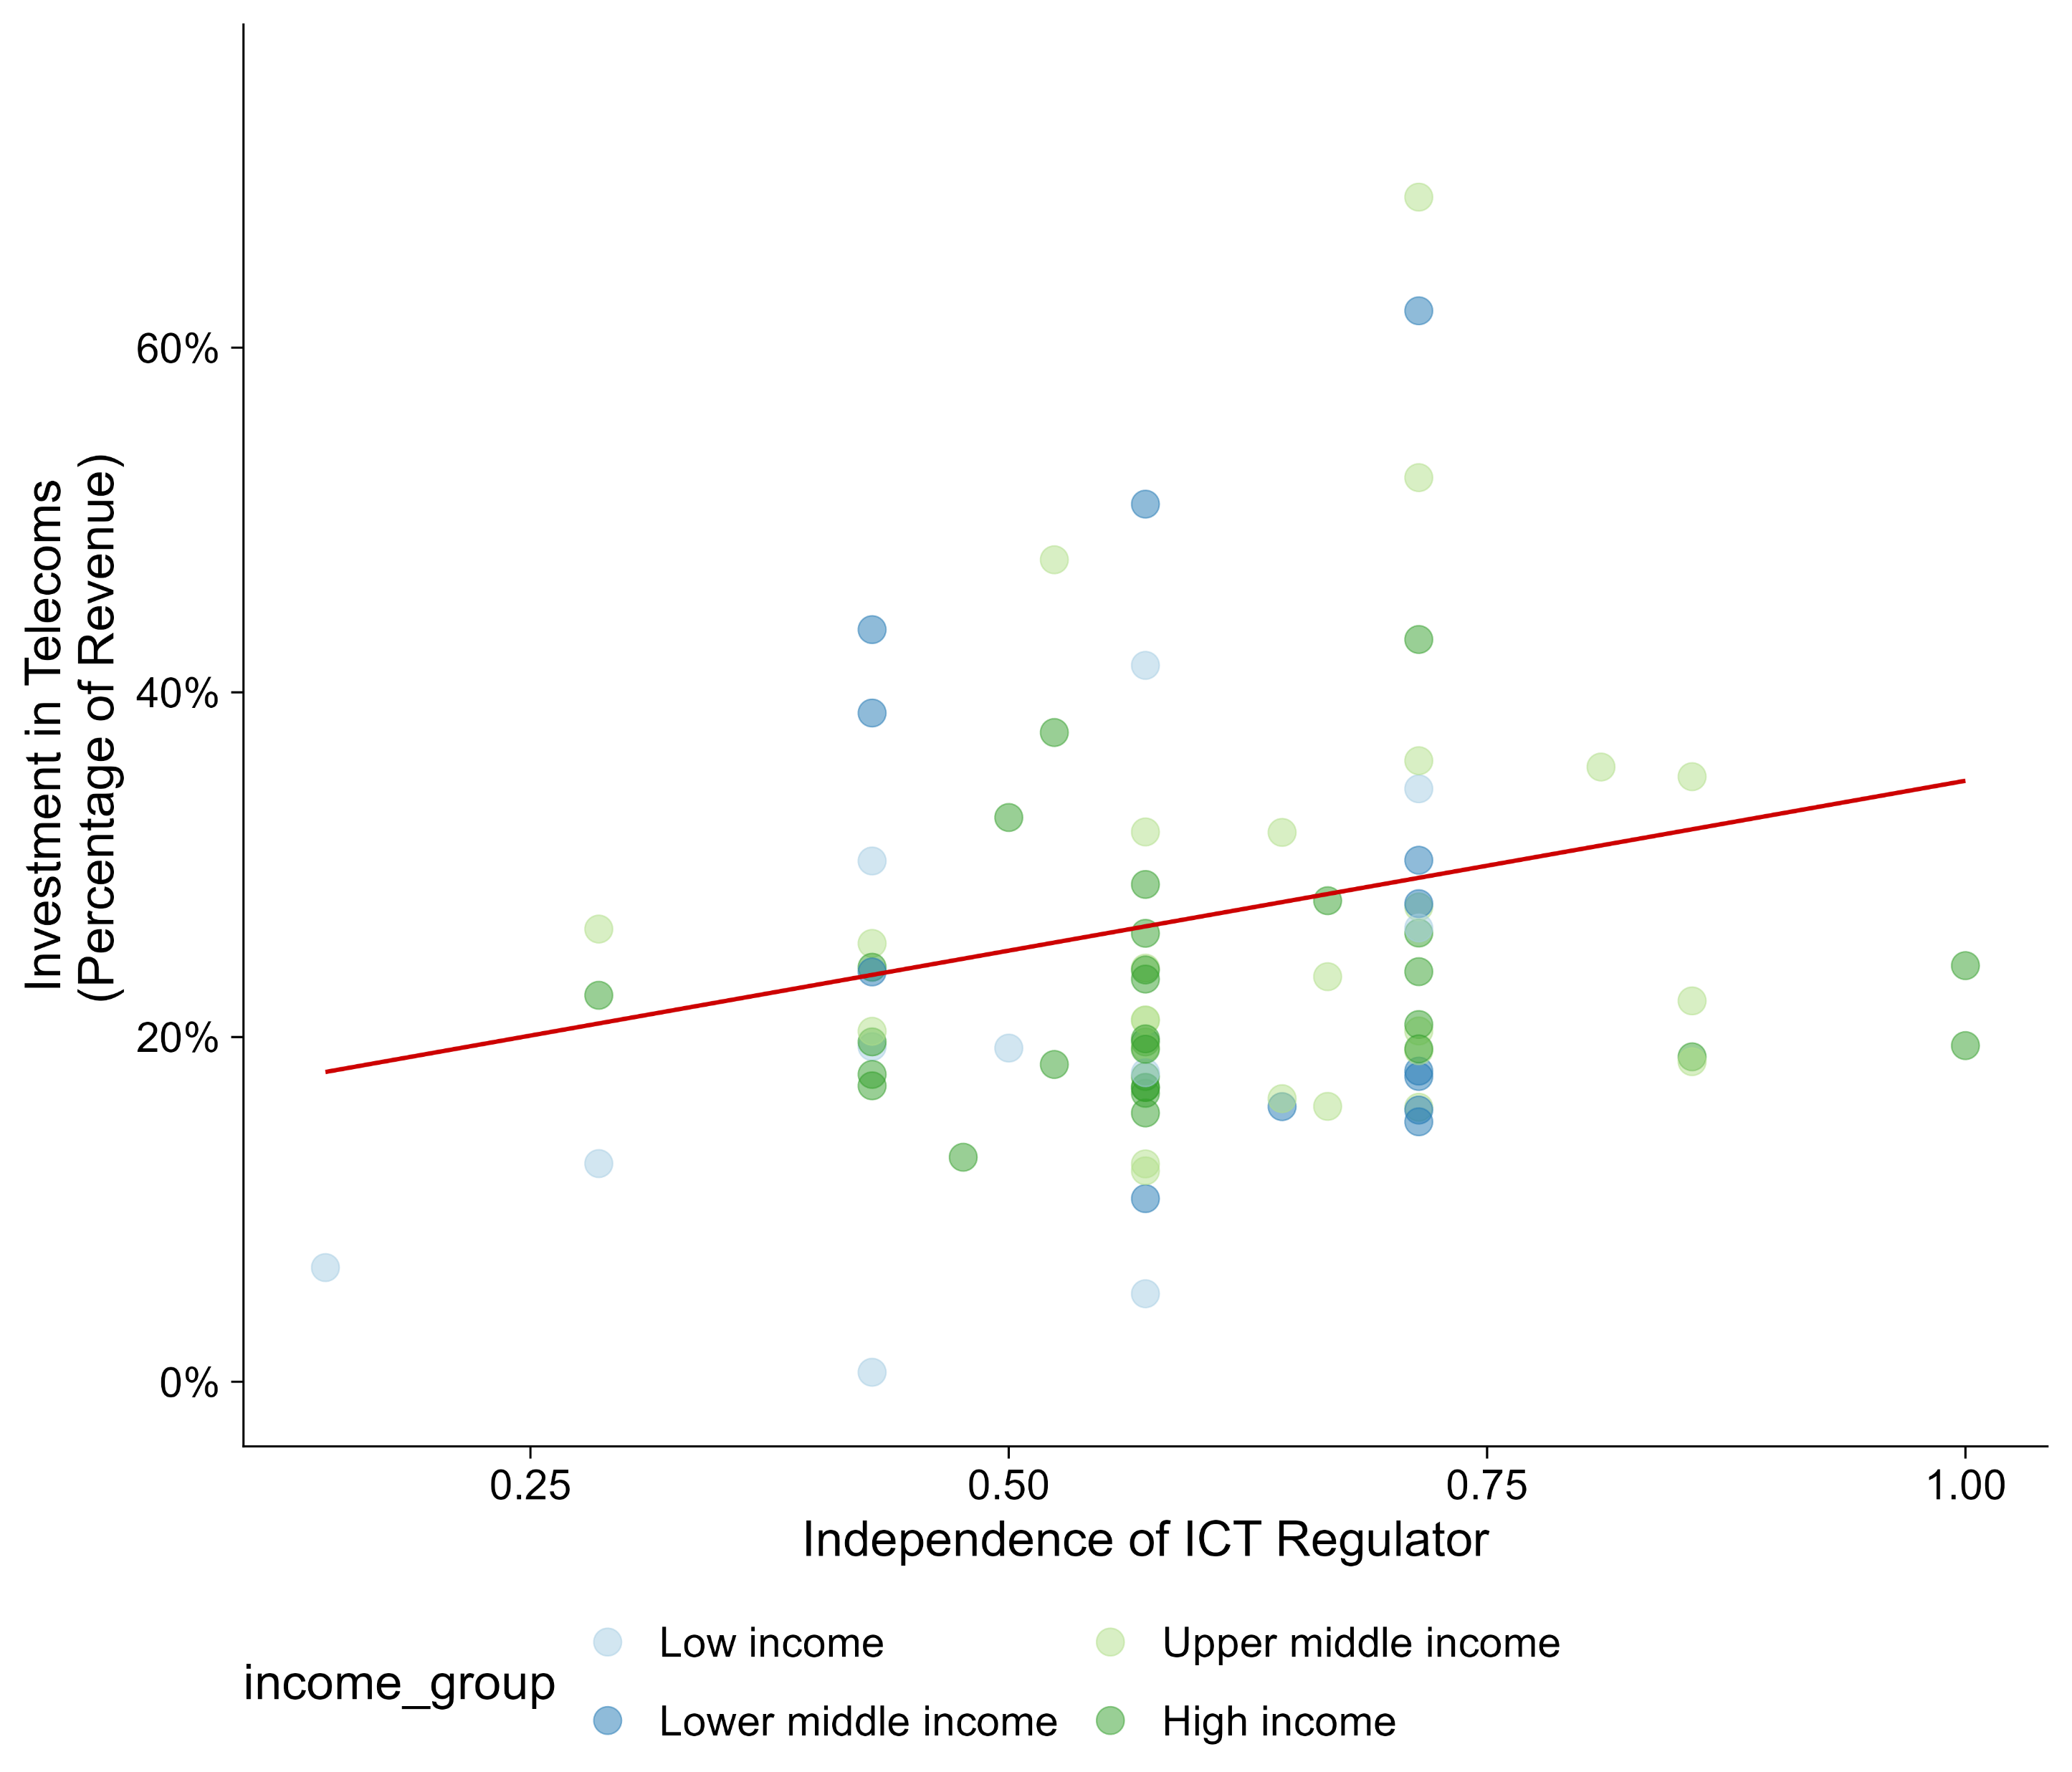 Investment in Telecoms
(Percentage of Revenue)
60%
40%
20%
0%
0.25
0.50
0.75
1.00
Independence of ICT Regulator
income_group
Low income
Lower middle income
Upper middle income
High income